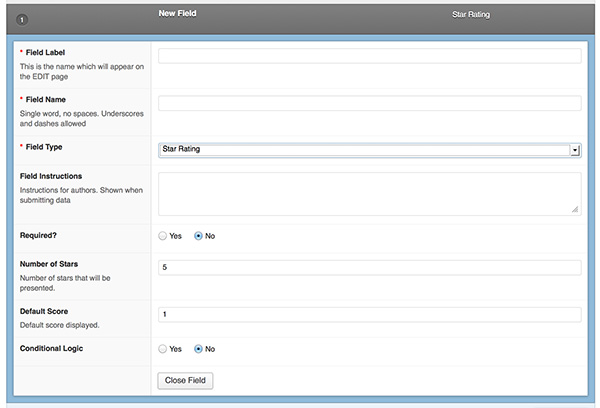 1 New Field Star Rating
* Field Label
This is the name which will appear on
the EDIT page
* Field Name
Single word, no spaces. Underscores
and dashes allowed
* Field Type
Star Rating
Field Instructions
Instructions for authors. Shown when
submitting data
Required?
Yes No
Number of Stars
Number of stars that will be
presented.
5
Default Score
Default score displayed.
1
Conditional Logic
Yes No
Close Field